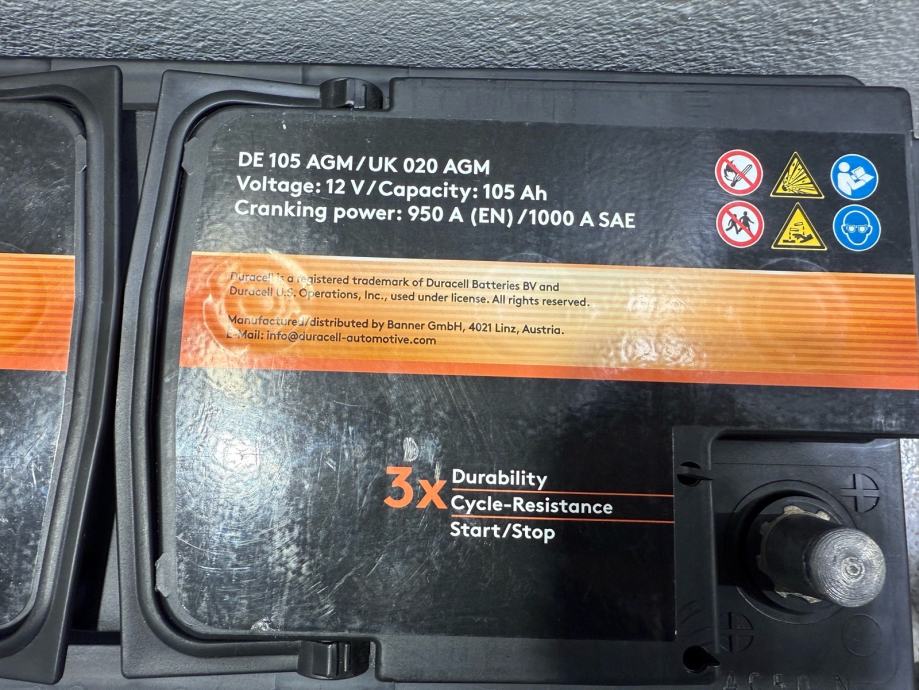 DE 105 AGM/UK 020 AGM
Voltage: 12 V/Capacity: 105 Ah
Cranking power: 950 A (EN)/1000 A SAE
Duracell is a registered trademark of Duracell Batteries BV and
Duracell U.S. Operations, Inc., used under license. All rights reserved.
Manufactured/distributed by Banner GmbH, 4021 Linz, Austria.
E-Mail: info@duracell-automotive.com
3x
Durability
Cycle-Resistance
Start/Stop